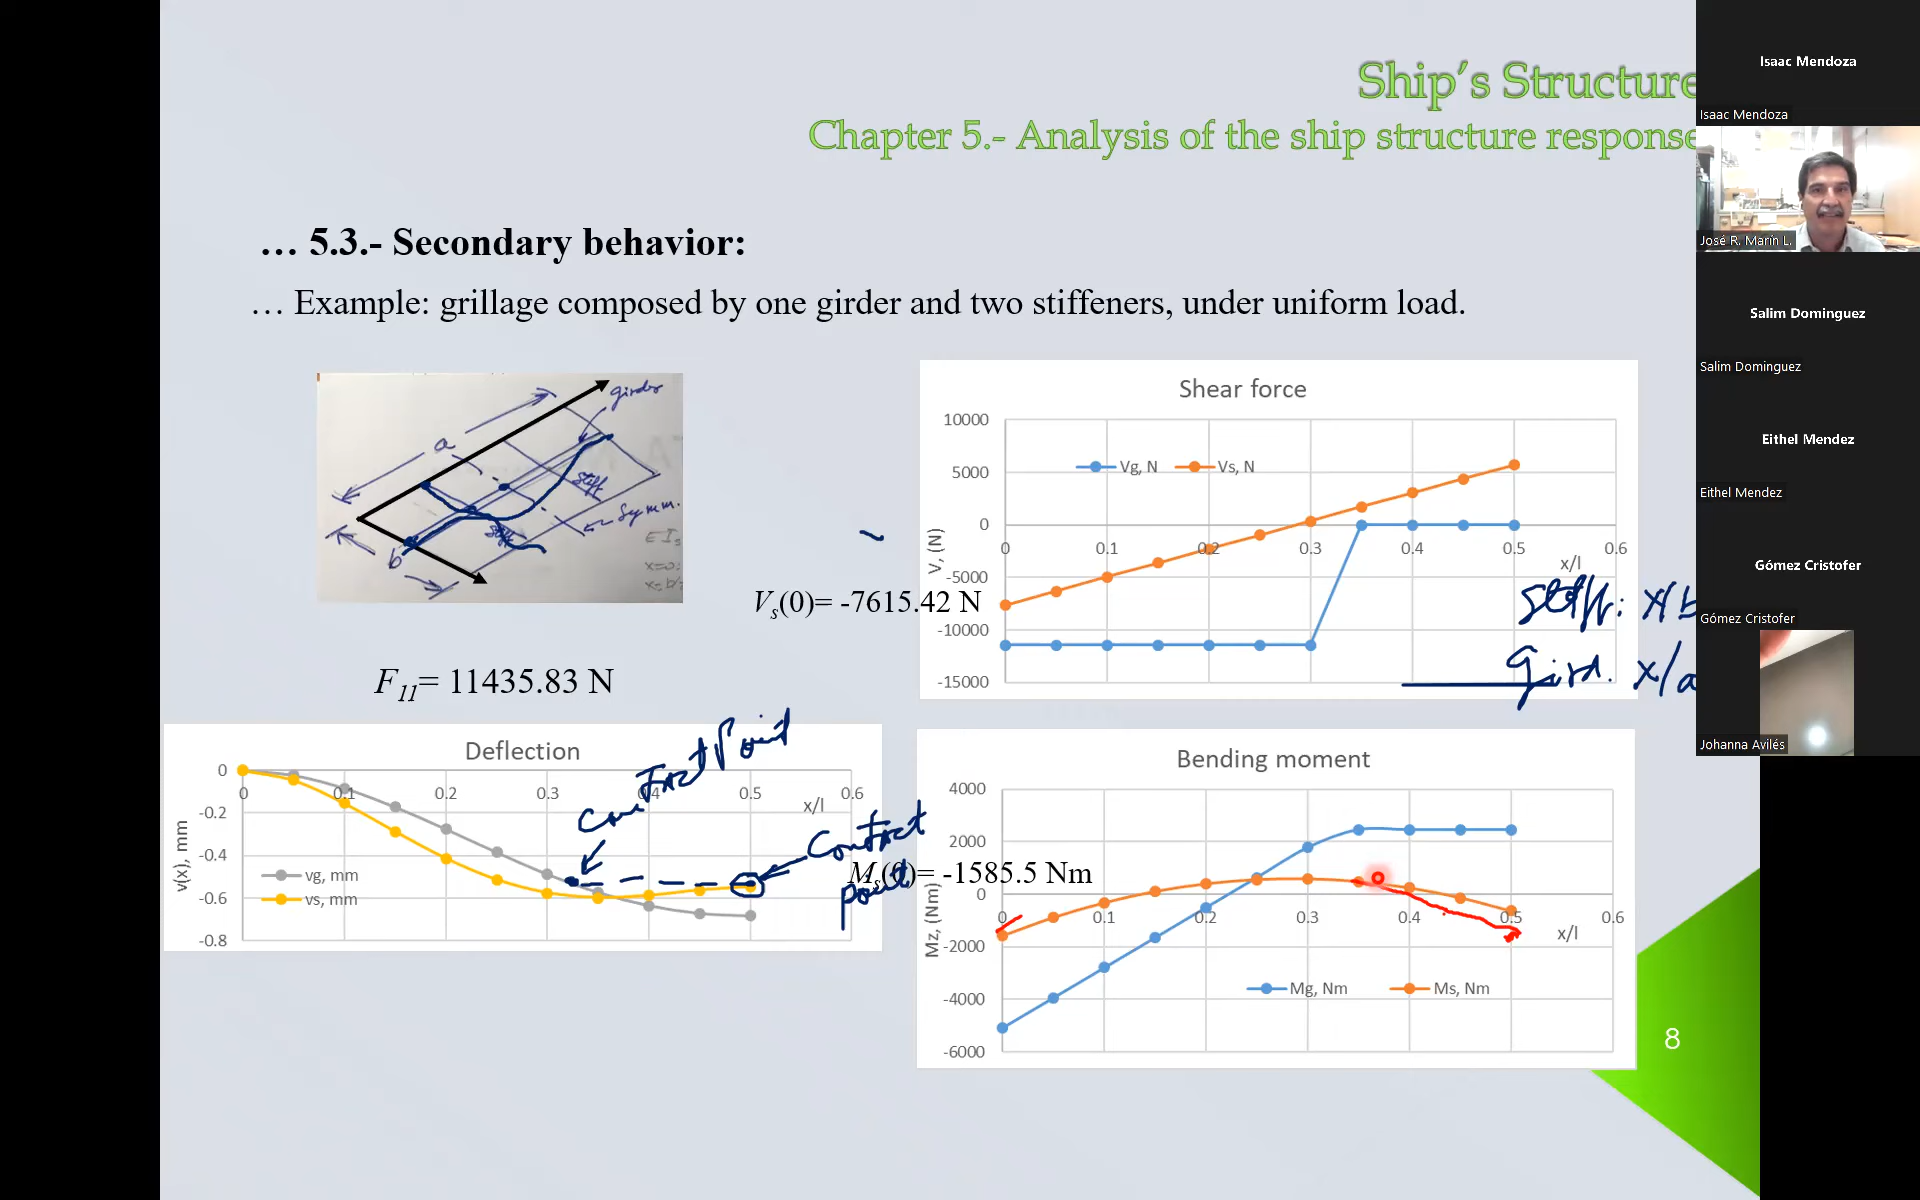 Ship's Structure
Chapter 5.- Analysis of the ship structure response
… 5.3.- Secondary behavior:
… Example: grillage composed by one girder and two stiffeners, under uniform load.
girder
a
stiff
Symm.
stiff
b
EI
x=0:
x=b/
Vs(0)= -7615.42 N
F11= 11435.83 N
Shear force
10000
5000
0
-5000
-10000
-15000
0
0.1
0.2
0.3
0.4
0.5
0.6
V, (N)
x/l
Vg, N
Vs, N
Stiff: x/b
Gird. x/a
Deflection
0
-0.2
-0.4
-0.6
-0.8
0
0.1
0.2
0.3
0.4
0.5
0.6
v(x), mm
x/l
vg, mm
vs, mm
Contact Point
Contact
point
Ms(0)= -1585.5 Nm
Bending moment
4000
2000
0
-2000
-4000
-6000
0
0.1
0.2
0.3
0.4
0.5
0.6
Mz, (Nm)
x/l
Mg, Nm
Ms, Nm
8
Isaac Mendoza
Isaac Mendoza
José R. Marín L.
Salim Dominguez
Salim Dominguez
Eithel Mendez
Eithel Mendez
Gómez Cristofer
Gómez Cristofer
Johanna Avilés